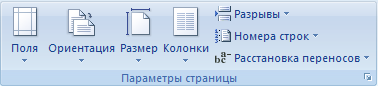 Поля
Ориентация
Размер
Колонки
Разрывы
Номера строк
Расстановка переносов
Параметры страницы